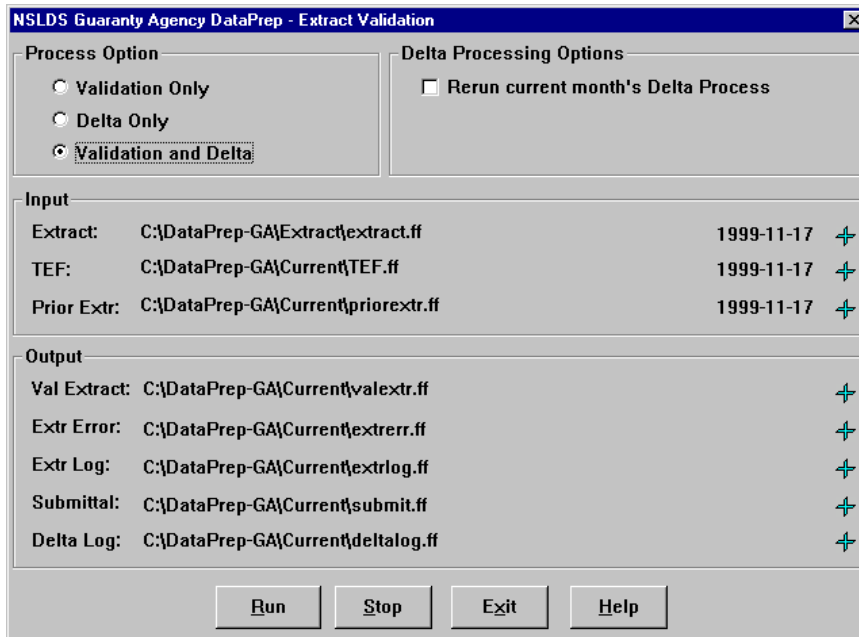 NSLDS Guaranty Agency DataPrep - Extract Validation
Process Option
Validation Only
Delta Only
Validation and Delta
Delta Processing Options
Rerun current month's Delta Process
Input
Extract: C:\DataPrep-GA\Extract\extract.ff 1999-11-17
TEF: C:\DataPrep-GA\Current\TEF.ff 1999-11-17
Prior Extr: C:\DataPrep-GA\Current\priorextr.ff 1999-11-17
Output
Val Extract: C:\DataPrep-GA\Current\valextr.ff
Extr Error: C:\DataPrep-GA\Current\extrerr.ff
Extr Log: C:\DataPrep-GA\Current\extrlog.ff
Submittal: C:\DataPrep-GA\Current\submit.ff
Delta Log: C:\DataPrep-GA\Current\deltalog.ff
Run Stop Exit Help